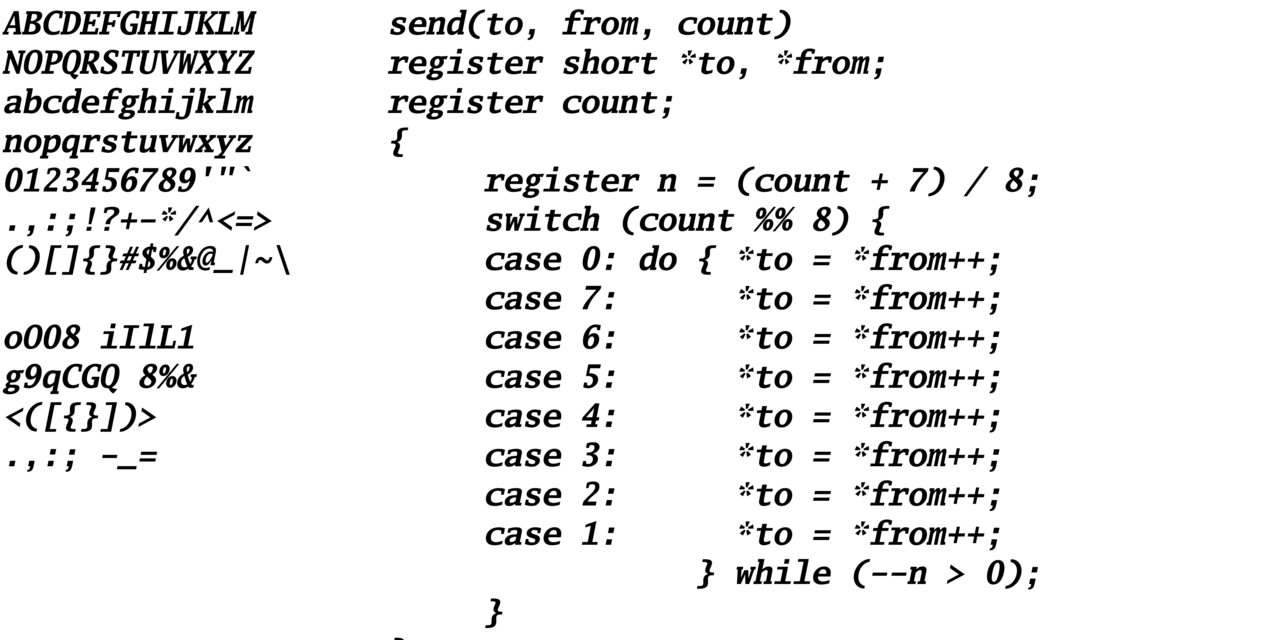 ABCDEFGHIJKLM
NOPQRSTUVWXYZ
abcdefghijklm
nopqrstuvwxyz
0123456789'"`
.,:;!?+-*/^<=>
()[]{}#$%&@_|~\
oO08 iIlL1
g9qCGQ 8%&
<([{}])>
.,:; -_=
send(to, from, count)
register short *to, *from;
register count;
{
    register n = (count + 7) / 8;
    switch (count %% 8) {
    case 0: do { *to = *from++;
    case 7:      *to = *from++;
    case 6:      *to = *from++;
    case 5:      *to = *from++;
    case 4:      *to = *from++;
    case 3:      *to = *from++;
    case 2:      *to = *from++;
    case 1:      *to = *from++;
               } while (--n > 0);
    }